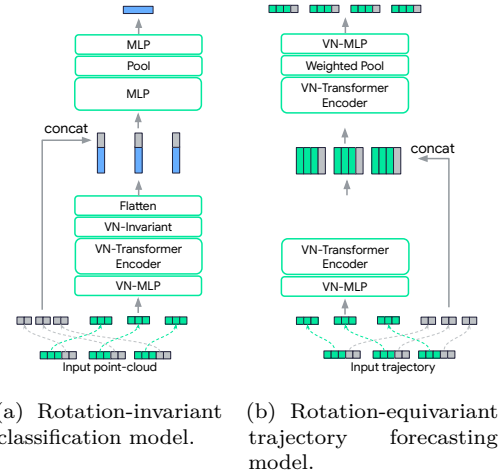 MLP
Pool
MLP
concat
Flatten
VN-Invariant
VN-Transformer
Encoder
VN-MLP
Input point-cloud
VN-MLP
Weighted Pool
VN-Transformer
Encoder
concat
VN-Transformer
Encoder
VN-MLP
Input trajectory
a) Rotation-invariant
classification model.
(b) Rotation-equivariant
trajectory forecasting
model.